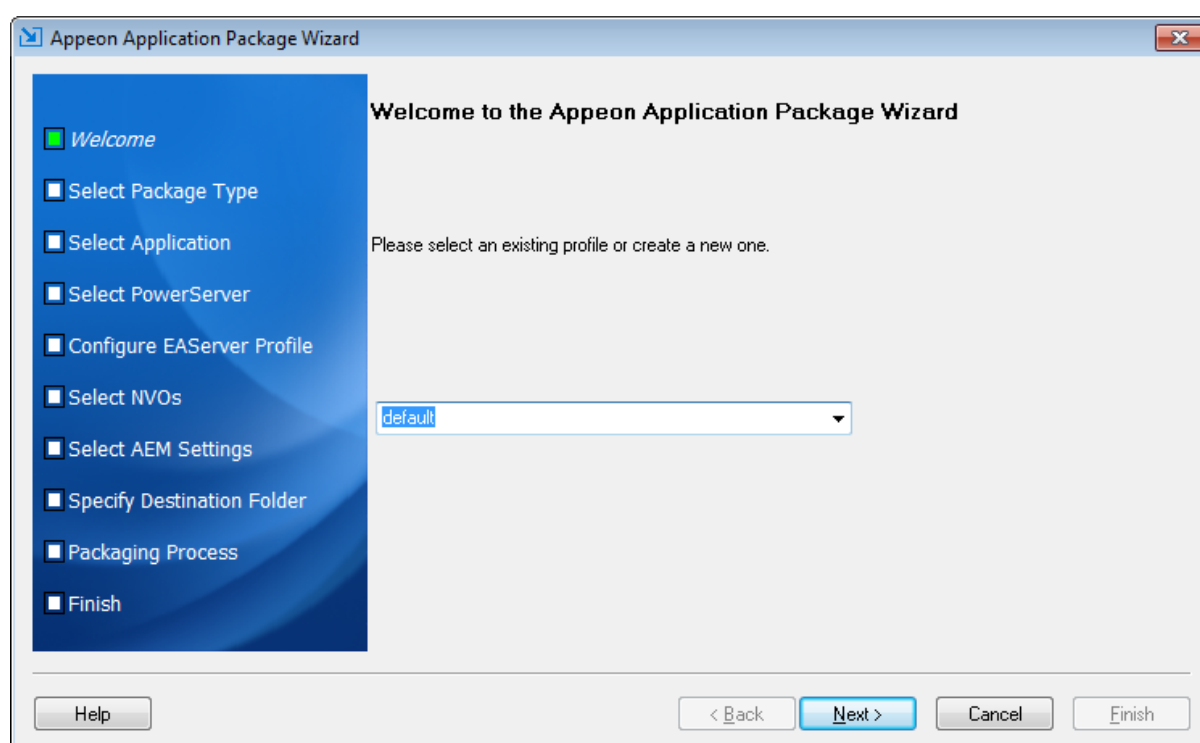 Appeon Application Package Wizard
Welcome to the Appeon Application Package Wizard
Welcome
Select Package Type
Select Application
Select PowerServer
Configure EAServer Profile
Select NVOs
Select AEM Settings
Specify Destination Folder
Packaging Process
Finish
Please select an existing profile or create a new one.
default
Help
< Back
Next >
Cancel
Finish